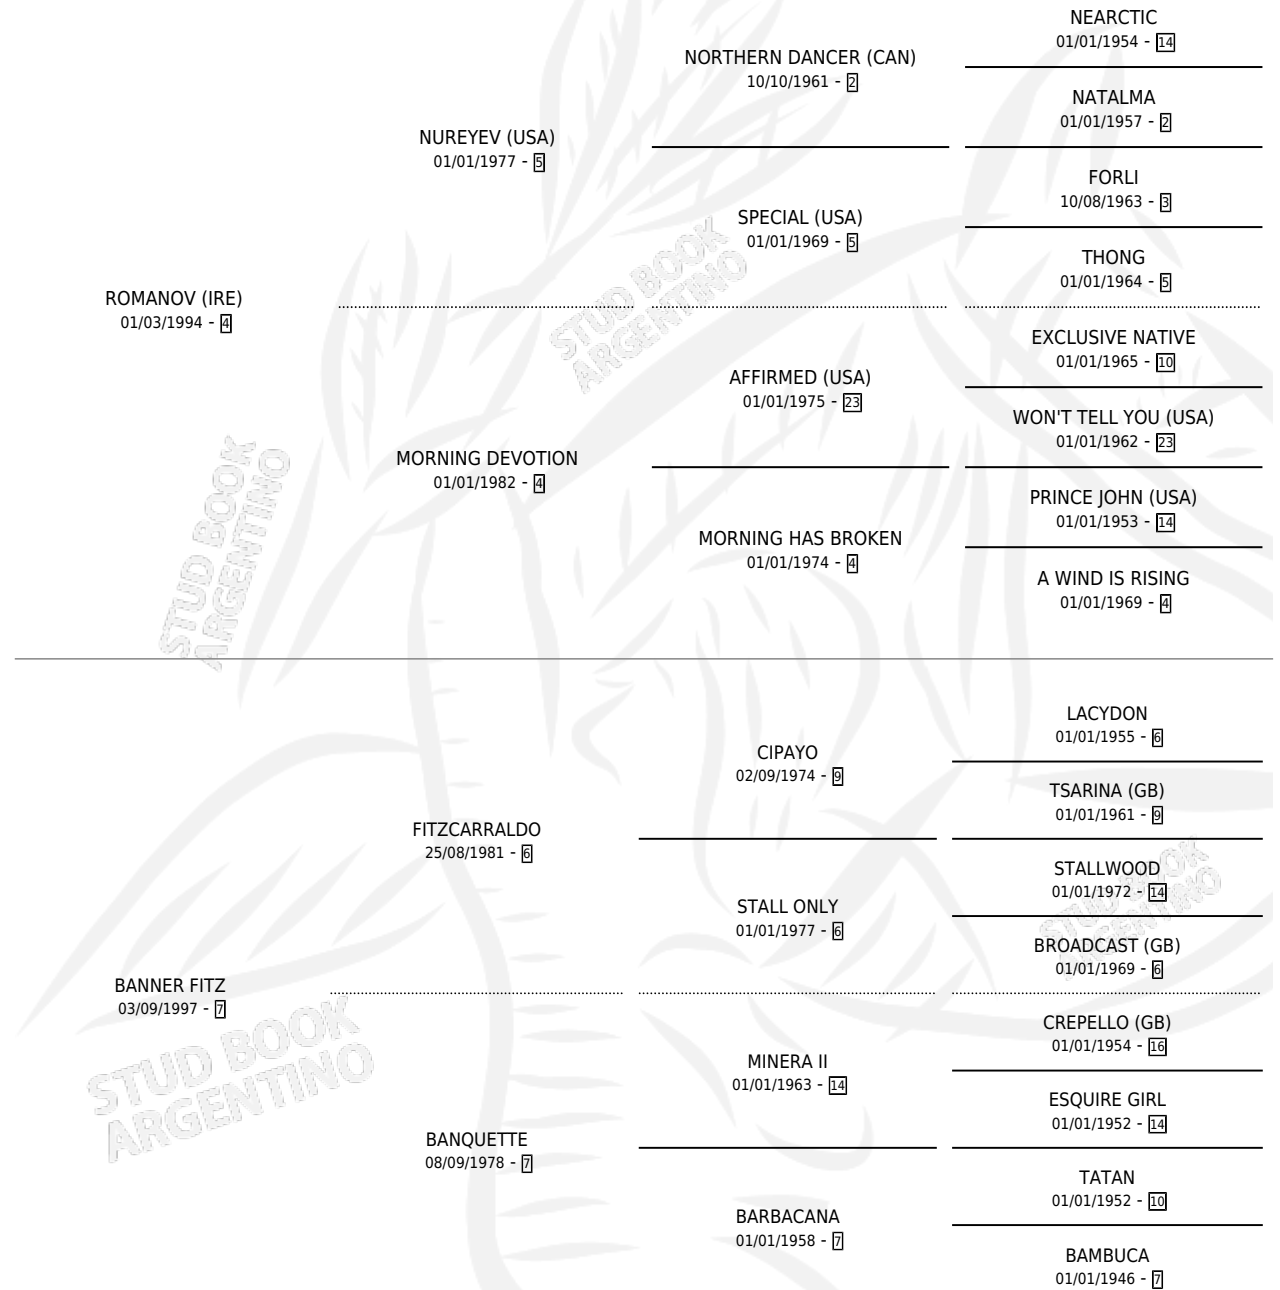 NEARCTIC
01/01/1954 - 14
NORTHERN DANCER (CAN)
10/10/1961 - 2
NATALMA
01/01/1957 - 2
NUREYEV (USA)
01/01/1977 - 5
FORLI
10/08/1963 - 3
SPECIAL (USA)
01/01/1969 - 5
THONG
01/01/1964 - 5
ROMANOV (IRE)
01/03/1994 - 4
EXCLUSIVE NATIVE
01/01/1965 - 10
AFFIRMED (USA)
01/01/1975 - 23
WON'T TELL YOU (USA)
01/01/1962 - 23
MORNING DEVOTION
01/01/1982 - 4
PRINCE JOHN (USA)
01/01/1953 - 14
MORNING HAS BROKEN
01/01/1974 - 4
A WIND IS RISING
01/01/1969 - 4
LACYDON
01/01/1955 - 6
CIPAYO
02/09/1974 - 9
TSARINA (GB)
01/01/1961 - 9
FITZCARRALDO
25/08/1981 - 6
STALLWOOD
01/01/1972 - 14
STALL ONLY
01/01/1977 - 6
BROADCAST (GB)
01/01/1969 - 6
BANNER FITZ
03/09/1997 - 7
CREPELLO (GB)
01/01/1954 - 16
MINERA II
01/01/1963 - 14
ESQUIRE GIRL
01/01/1952 - 14
BANQUETTE
08/09/1978 - 7
TATAN
01/01/1952 - 10
BARBACANA
01/01/1958 - 7
BAMBUCA
01/01/1946 - 7
STUD BOOK
ARGENTINO
STUD BOOK
ARGENTINO
STUD BOOK
ARGENTINO
STUD BOOK
ARGENTINO